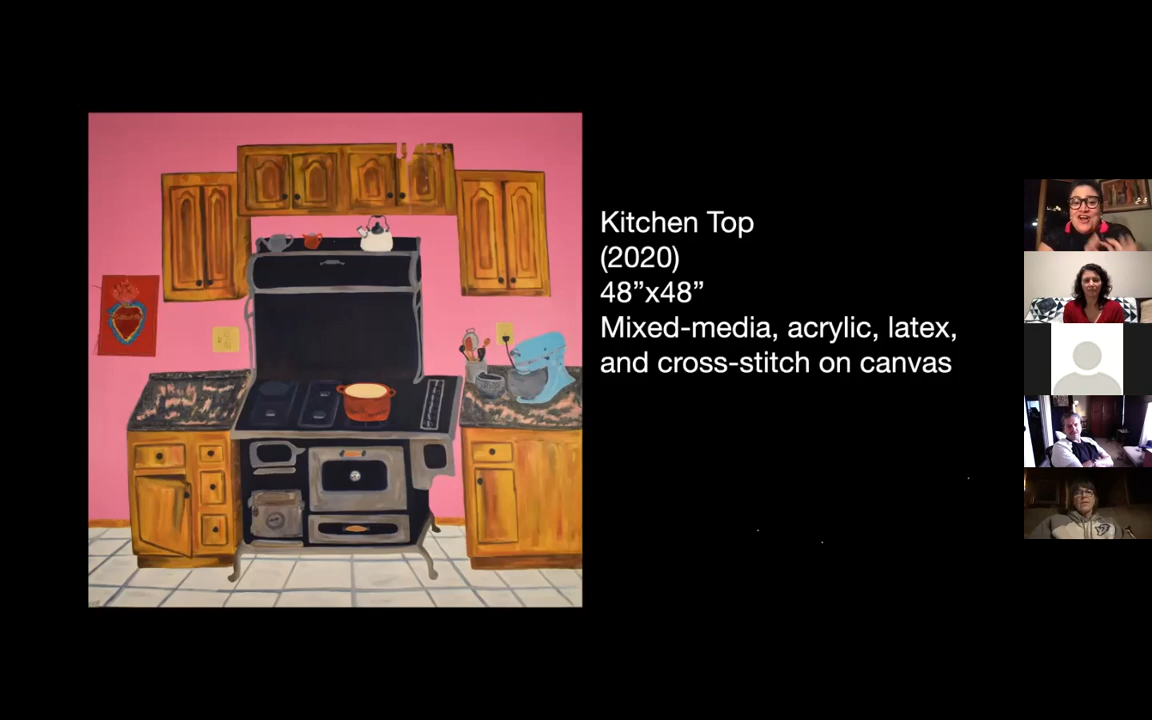 Kitchen Top
(2020)
48”x48”
Mixed-media, acrylic, latex,
and cross-stitch on canvas